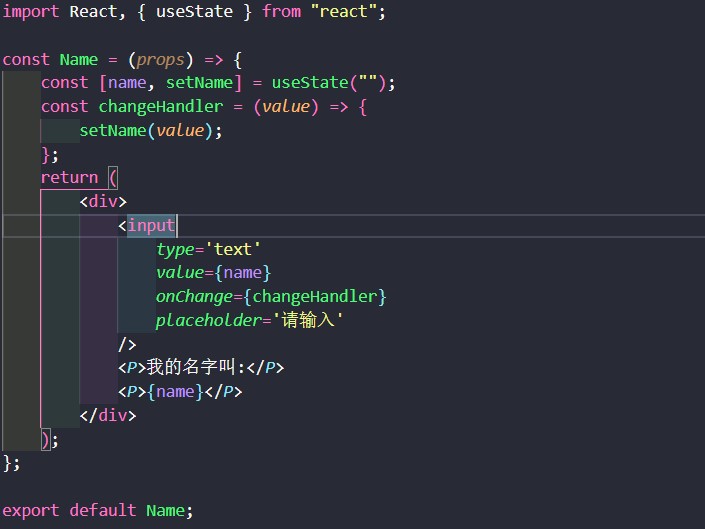 import React, { useState } from "react";
const Name = (props) => {
const [name, setName] = useState("");
const changeHandler = (value) => {
setName(value);
};
return (
<div>
<input
type='text'
value={name}
onChange={changeHandler}
placeholder='请输入'
/>
<P>我的名字叫:</P>
<P>{name}</P>
</div>
);
};
export default Name;